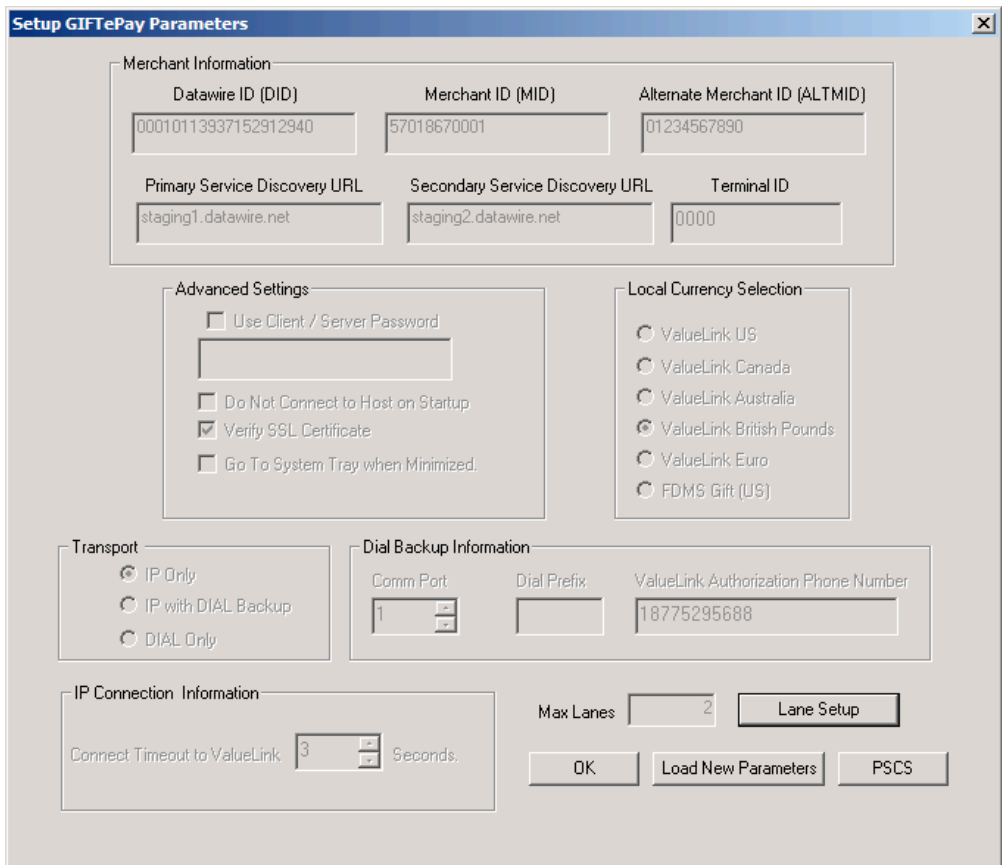 Setup GIFTePay Parameters
Merchant Information
Datawire ID (DID) Merchant ID (MID) Alternate Merchant ID (ALTMID)
00010113937152912940 57018670001 01234567890
Primary Service Discovery URL Secondary Service Discovery URL Terminal ID
staging1.datawire.net staging2.datawire.net 0000
Advanced Settings
Use Client / Server Password
Do Not Connect to Host on Startup
Verify SSL Certificate
Go To System Tray when Minimized.
Local Currency Selection
ValueLink US
ValueLink Canada
ValueLink Australia
ValueLink British Pounds
ValueLink Euro
FDMS Gift (US)
Transport
IP Only
IP with DIAL Backup
DIAL Only
Dial Backup Information
Comm Port Dial Prefix ValueLink Authorization Phone Number
1 18775295688
IP Connection Information
Connect Timeout to ValueLink 3 Seconds.
Max Lanes 2 Lane Setup
OK Load New Parameters PSCS